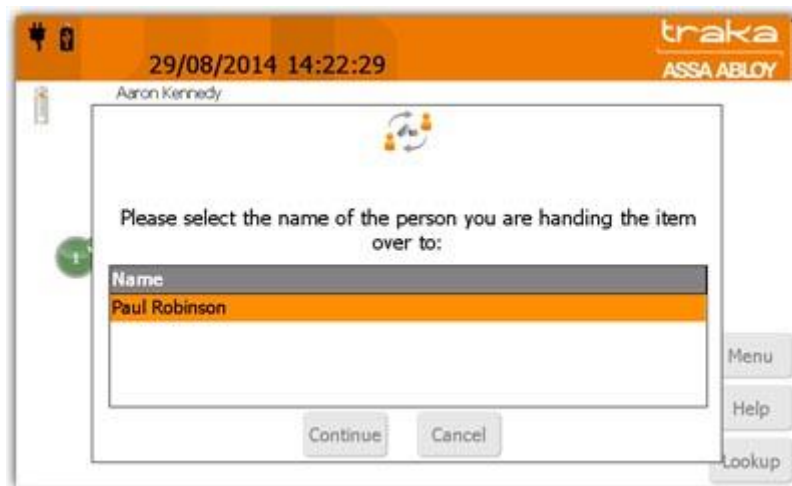 29/08/2014 14:22:29
traka
ASSA ABLOY
Aaron Kennedy
Please select the name of the person you are handing the item
over to:
1
Name
Paul Robinson
Menu
Help
Continue
Cancel
Lookup